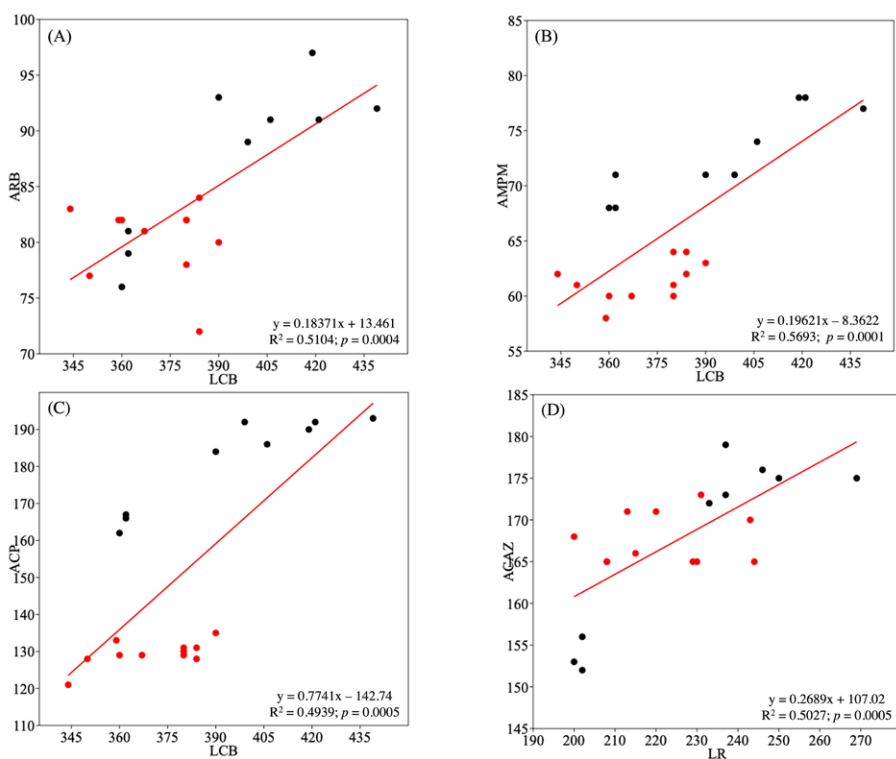 (A)
100
95
90
85
80
75
70
ARB
345 360 375 390 405 420 435
LCB
y = 0.18371x + 13.461
R² = 0.5104; p = 0.0004
(B)
85
80
75
70
65
60
55
AMPM
345 360 375 390 405 420 435
LCB
y = 0.19621x – 8.3622
R² = 0.5693; p = 0.0001
(C)
190
180
170
160
150
140
130
120
110
ACP
345 360 375 390 405 420 435
LCB
y = 0.7741x – 142.74
R² = 0.4939; p = 0.0005
(D)
185
180
175
170
165
160
155
150
145
190 200 210 220 230 240 250 260 270
LR
y = 0.2689x + 107.02
R² = 0.5027; p = 0.0005